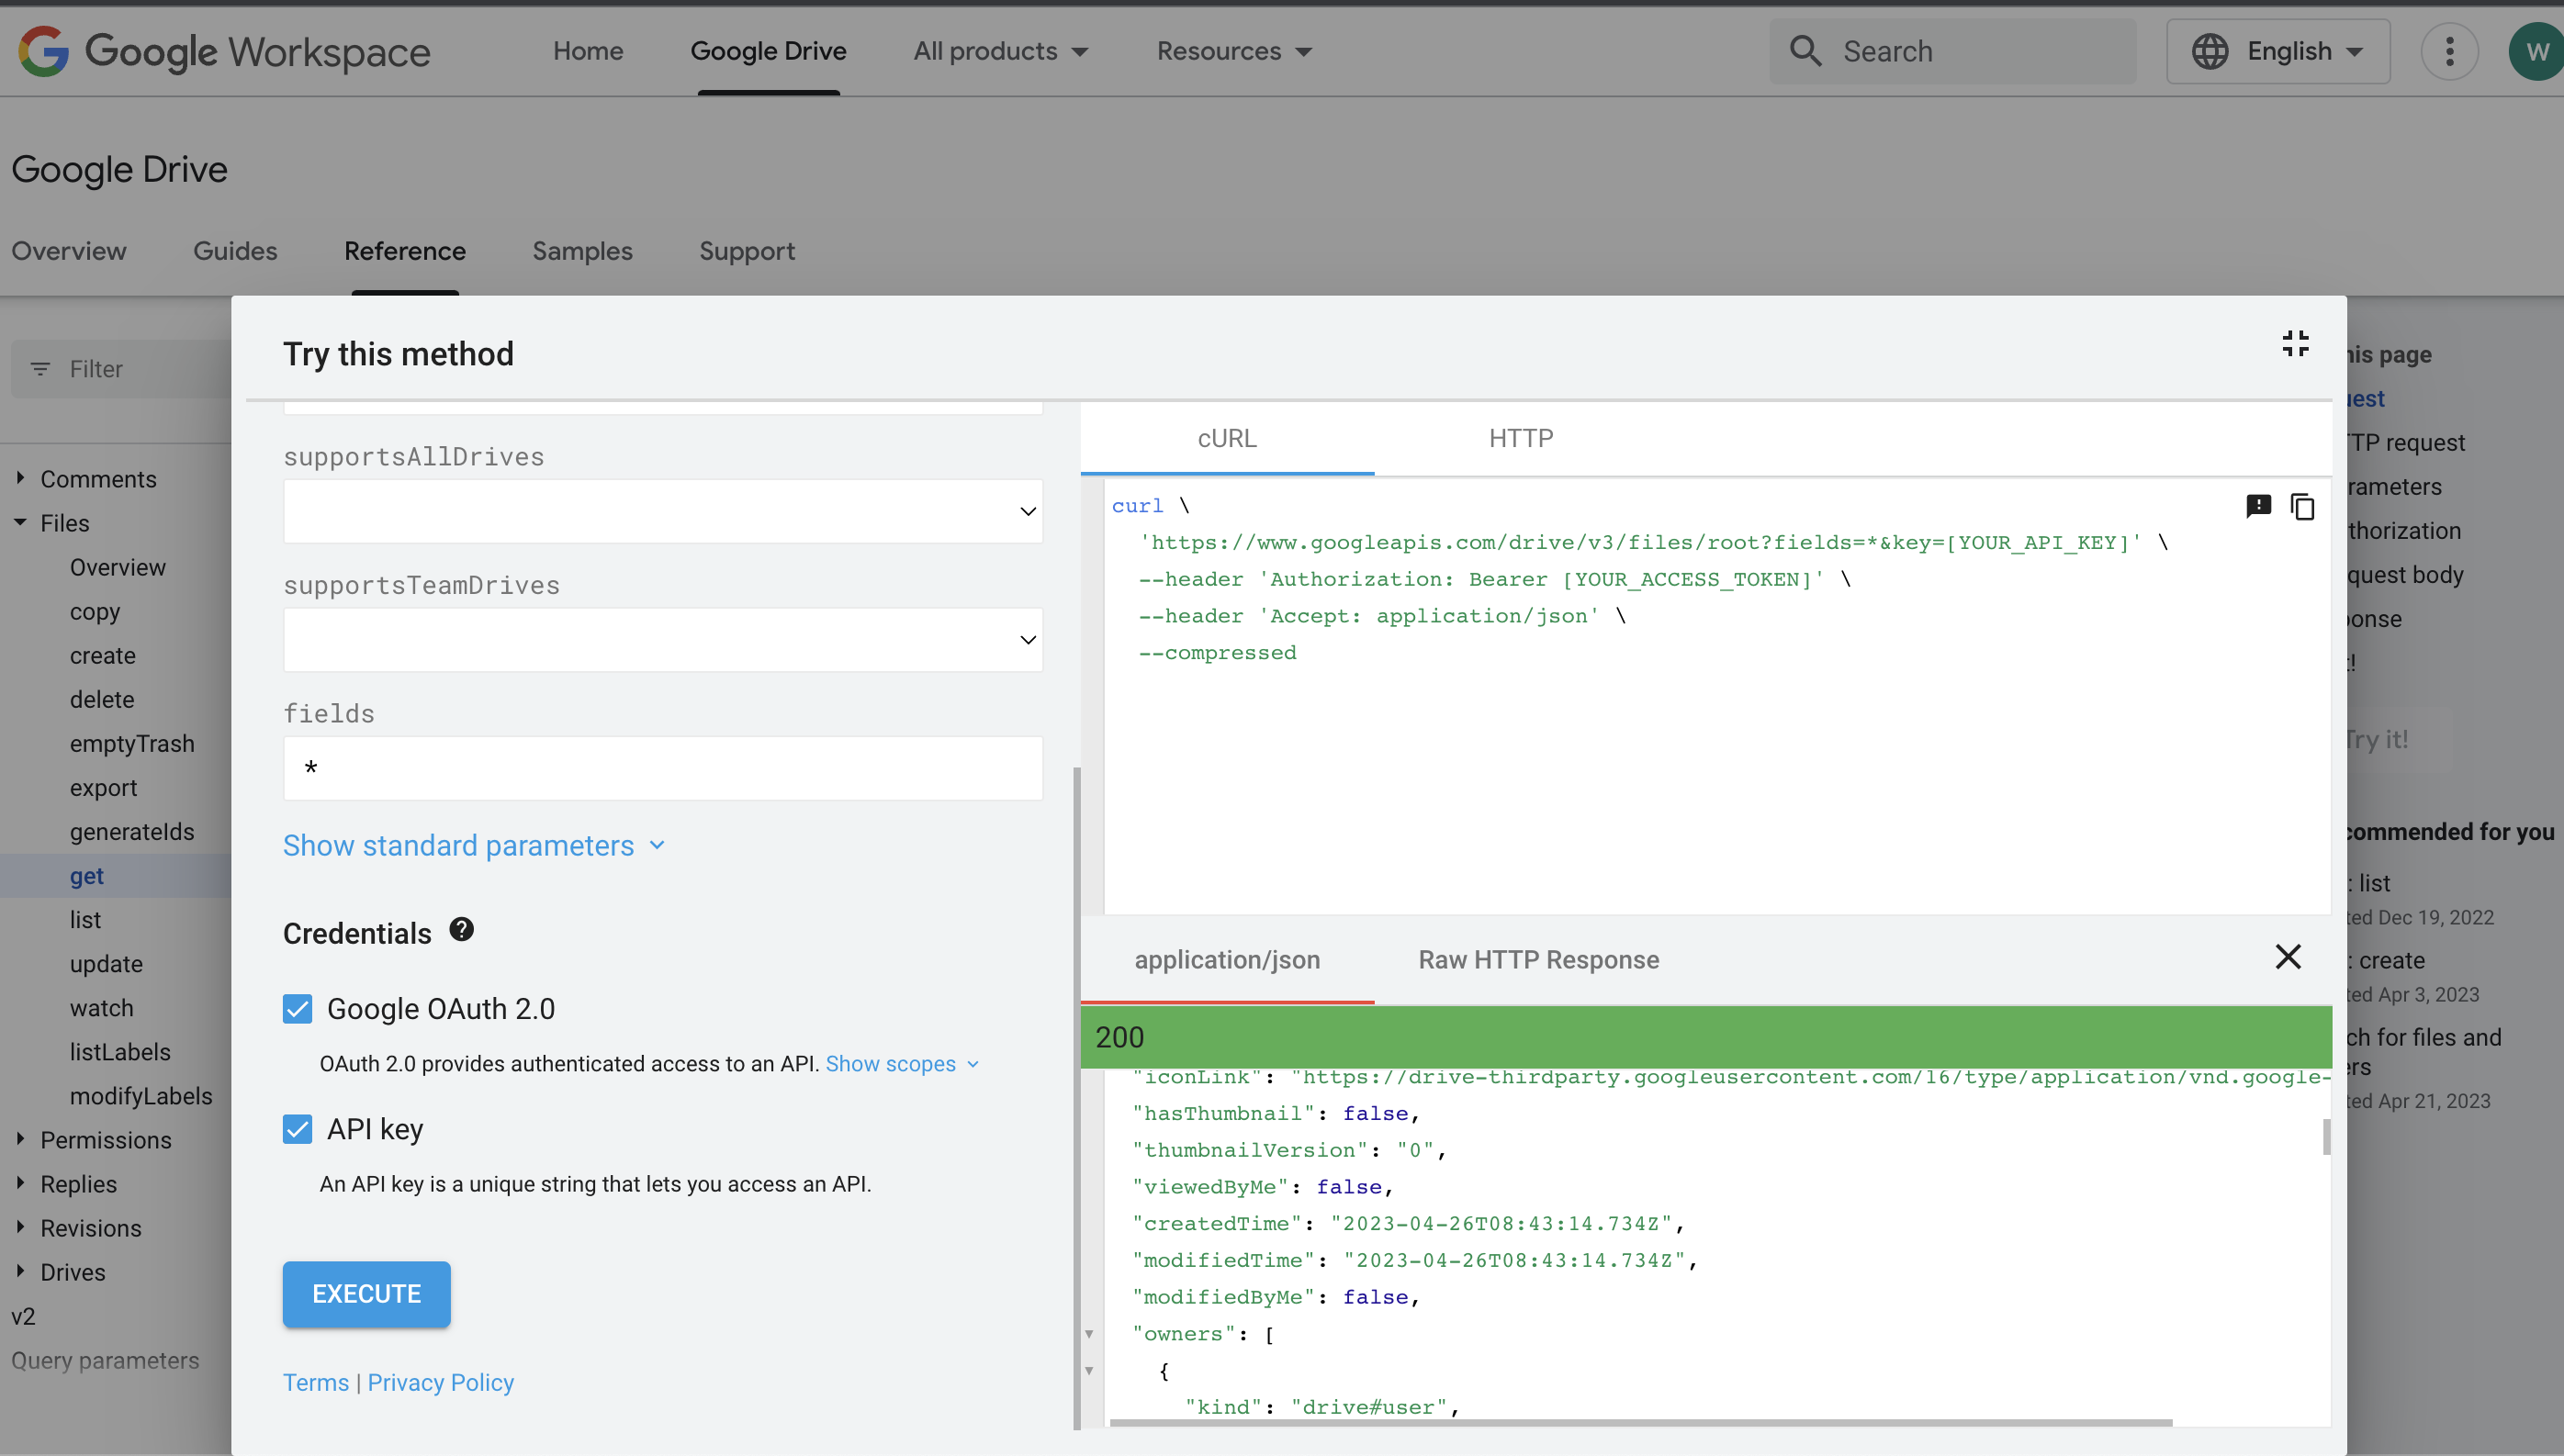 Google Workspace
Home
Google Drive
All products
Resources
Search
English
W
Google Drive
Overview
Guides
Reference
Samples
Support
Filter
Comments
Files
Overview
copy
create
delete
emptyTrash
export
generateIds
get
list
update
watch
listLabels
modifyLabels
Permissions
Replies
Revisions
Drives
v2
Query parameters
Try this method
supportsAllDrives
supportsTeamDrives
fields
*
Show standard parameters
Credentials
Google OAuth 2.0
OAuth 2.0 provides authenticated access to an API. Show scopes
API key
An API key is a unique string that lets you access an API.
EXECUTE
Terms | Privacy Policy
cURL
HTTP
curl \
'https://www.googleapis.com/drive/v3/files/root?fields=*&key=[YOUR_API_KEY]' \
--header 'Authorization: Bearer [YOUR_ACCESS_TOKEN]' \
--header 'Accept: application/json' \
--compressed
application/json
Raw HTTP Response
200
"iconLink": "https://drive-thirdparty.googleusercontent.com/16/type/application/vnd.google-
"hasThumbnail": false,
"thumbnailVersion": "0",
"viewedByMe": false,
"createdTime": "2023-04-26T08:43:14.734Z",
"modifiedTime": "2023-04-26T08:43:14.734Z",
"modifiedByMe": false,
"owners": [
{
"kind": "drive#user",
his page
uest
TP request
rameters
thorization
quest body
ponse
t!
Try it!
commended for you
: list
ted Dec 19, 2022
: create
ted Apr 3, 2023
ch for files and
ers
ted Apr 21, 2023